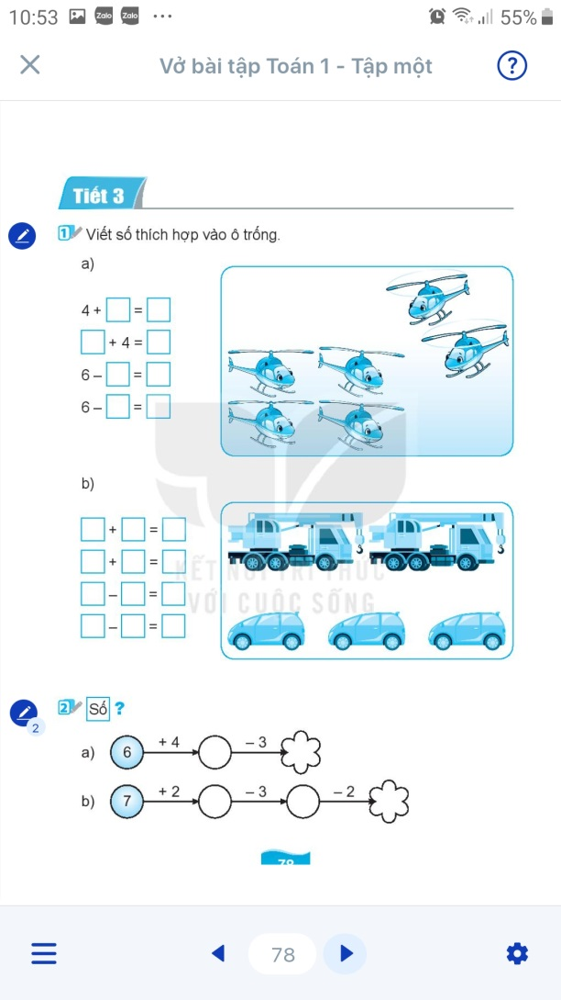 10:53 Zalo Zalo ... 55%
Vở bài tập Toán 1 - Tập một ?
Tiết 3
1 Viết số thích hợp vào ô trống.
a)
4 + □ = □
□ + 4 = □
6 – □ = □
6 – □ = □
b)
□ + □ = □
□ + □ = □
□ – □ = □
□ – □ = □
KẾT NỐI TRI THỨC
VỚI CUỘC SỐNG
2 Số ?
2
a) 6 + 4 – 3
b) 7 + 2 – 3 – 2
78
78